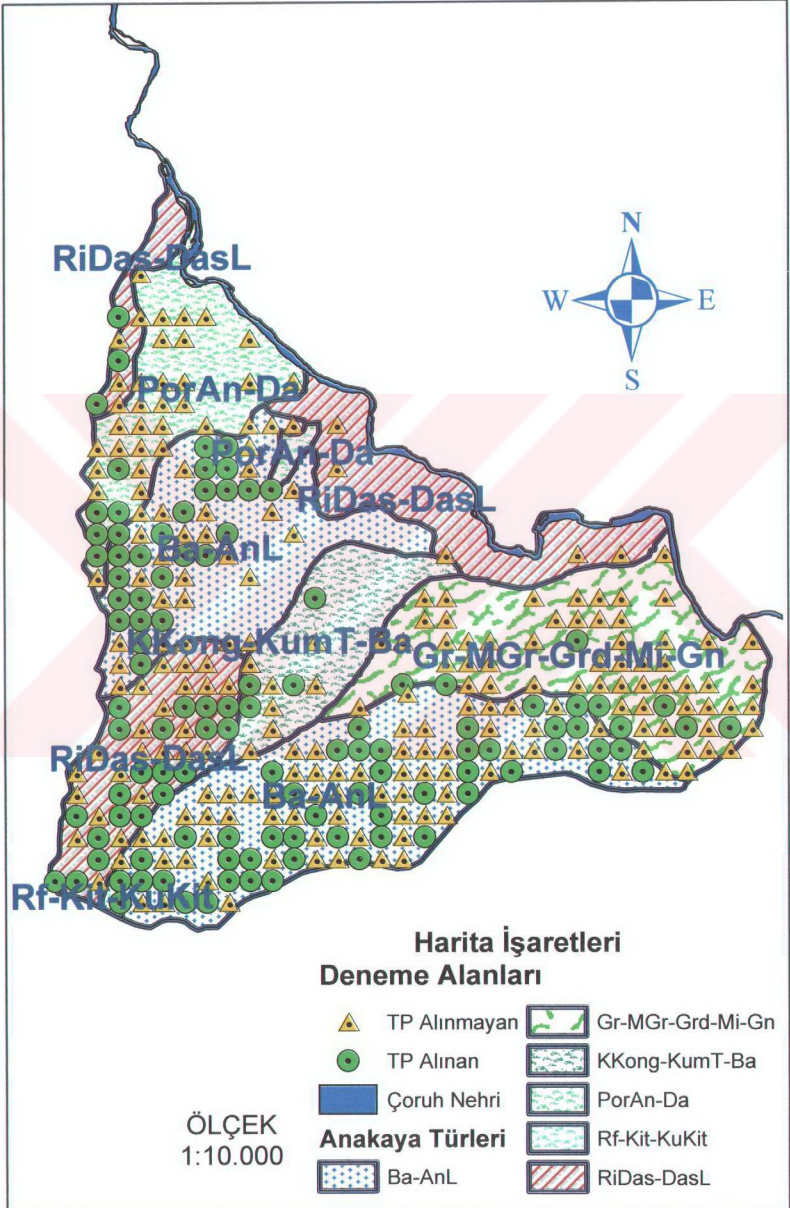 N
W E
S
RiDas-DasL
PorAn-Da
PorAn-Da
RiDas-DasL
Ba-AnL
KKong-KumT-Ba
Gr-MGr-Grd-Mi-Gn
RiDas-DasL
Ba-AnL
Rf-Kit-KuKit
Harita İşaretleri
Deneme Alanları
TP Alınmayan
TP Alınan
Çoruh Nehri
Anakaya Türleri
Ba-AnL
Gr-MGr-Grd-Mi-Gn
KKong-KumT-Ba
PorAn-Da
Rf-Kit-KuKit
RiDas-DasL
ÖLÇEK
1:10.000